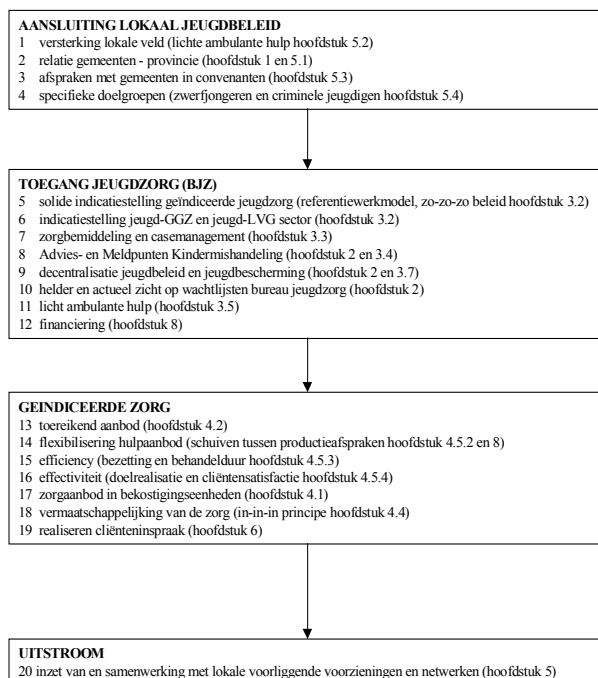 AANSLUITING LOKAAL JEUGDBELEID
1 versterking lokale veld (lichte ambulante hulp hoofdstuk 5.2)
2 relatie gemeenten - provincie (hoofdstuk 1 en 5.1)
3 afspraken met gemeenten in convenanten (hoofdstuk 5.3)
4 specifieke doelgroepen (zwerfjongeren en criminele jeugdigen hoofdstuk 5.4)
TOEGANG JEUGDZORG (BJZ)
5 solide indicatiestelling geïndiceerde jeugdzorg (referentiewerkmodel, zo-zo-zo beleid hoofdstuk 3.2)
6 indicatiestelling jeugd-GGZ en jeugd-LVG sector (hoofdstuk 3.2)
7 zorgbemiddeling en casemanagement (hoofdstuk 3.3)
8 Advies- en Meldpunten Kindermishandeling (hoofdstuk 2 en 3.4)
9 decentralisatie jeugdbeleid en jeugdbescherming (hoofdstuk 2 en 3.7)
10 helder en actueel zicht op wachtlijsten bureau jeugdzorg (hoofdstuk 2)
11 licht ambulante hulp (hoofdstuk 3.5)
12 financiering (hoofdstuk 8)
GEINDICEERDE ZORG
13 toereikend aanbod (hoofdstuk 4.2)
14 flexibilisering hulpaanbod (schuiven tussen productieafspraken hoofdstuk 4.5.2 en 8)
15 efficiency (bezetting en behandelduur hoofdstuk 4.5.3)
16 effectiviteit (doelrealisatie en cliëntensatisfactie hoofdstuk 4.5.4)
17 zorgaanbod in bekostigingseenheden (hoofdstuk 4.1)
18 vermaatschappelijking van de zorg (in-in-in principe hoofdstuk 4.4)
19 realiseren cliënteninspraak (hoofdstuk 6)
UITSTROOM
20 inzet van en samenwerking met lokale voorliggende voorzieningen en netwerken (hoofdstuk 5)